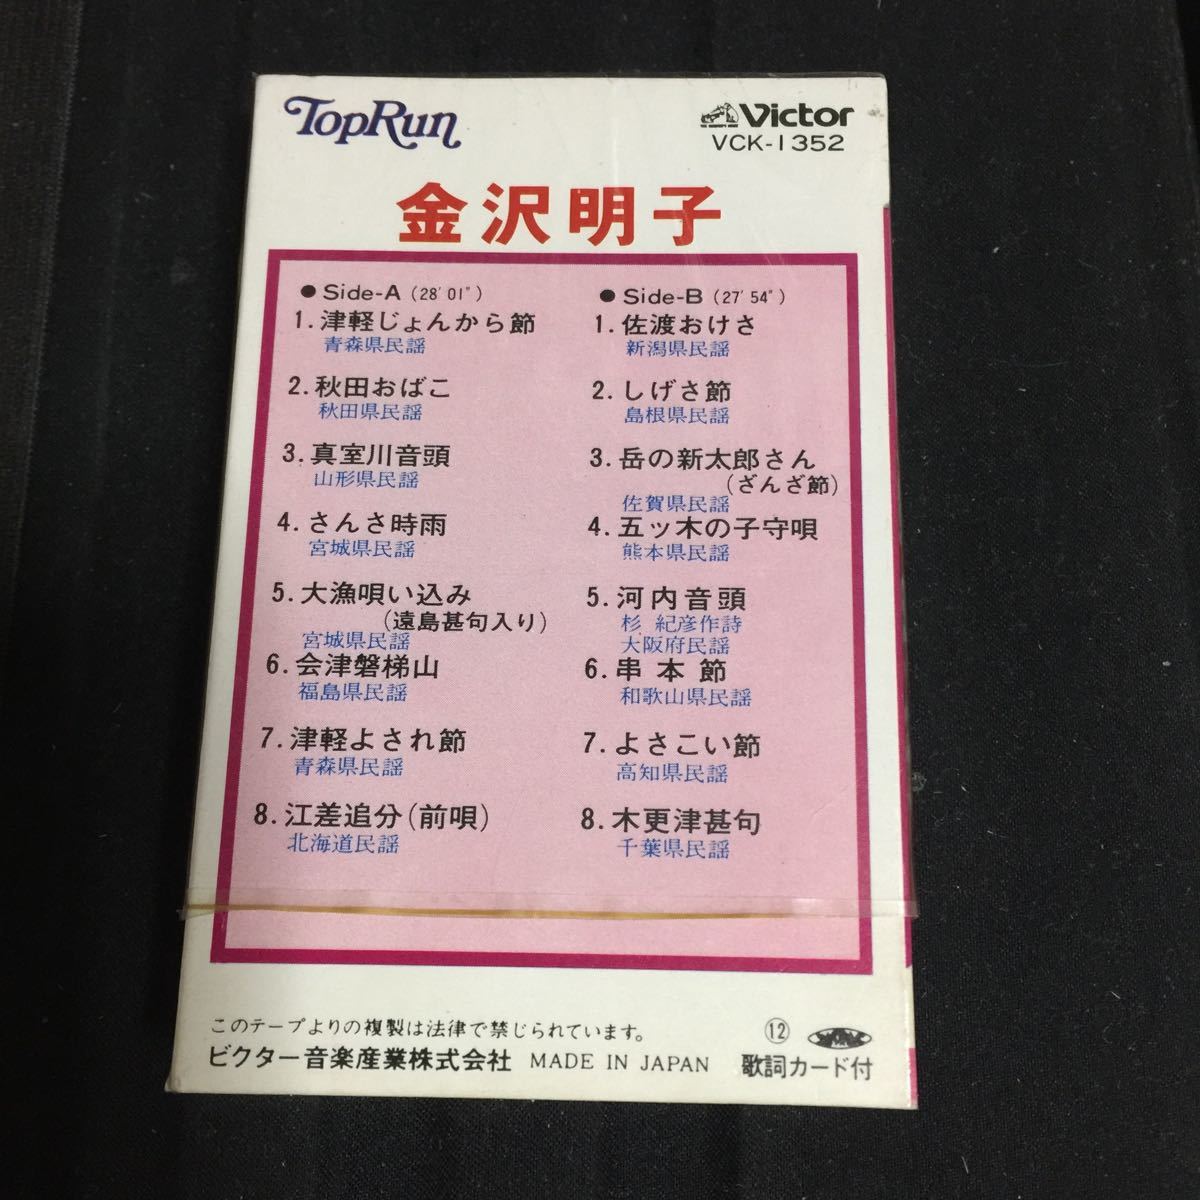 TopRun
Victor
VCK-1352
金沢明子
●Side-A (28′01″)
1.津軽じょんから節
青森県民謡
2.秋田おばこ
秋田県民謡
3.真室川音頭
山形県民謡
4.さんさ時雨
宮城県民謡
5.大漁唄い込み
(遠島甚句入り)
宮城県民謡
6.会津磐梯山
福島県民謡
7.津軽よされ節
青森県民謡
8.江差追分(前唄)
北海道民謡
●Side-B (27′54″)
1.佐渡おけさ
新潟県民謡
2.しげさ節
島根県民謡
3.岳の新太郎さん
(ざんざ節)
佐賀県民謡
4.五ッ木の子守唄
熊本県民謡
5.河内音頭
杉 紀彦作詩
大阪府民謡
6.串本節
和歌山県民謡
7.よさこい節
高知県民謡
8.木更津甚句
千葉県民謡
このテープよりの複製は法律で禁じられています。
ビクター音楽産業株式会社 MADE IN JAPAN
⑫
歌詞カード付